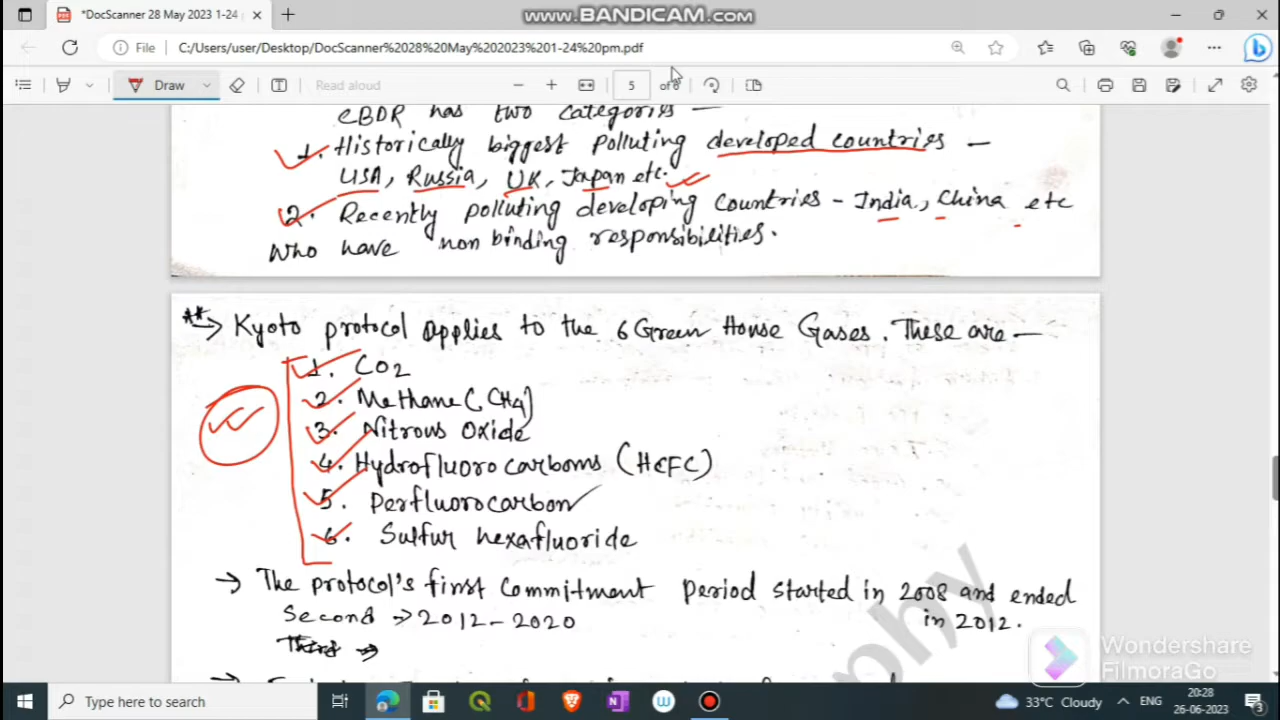 *DocScanner 28 May 2023 1-24
www.BANDICAM.com
File
C:/Users/user/Desktop/DocScanner%2028%20May%202023%201-24%20pm.pdf
Draw
Read aloud
5
of 6
CBDR has two categories —
1. Historically biggest polluting developed countries —
USA, Russia, UK, Japan etc.
2. Recently polluting developing countries - India, China etc
who have non binding responsibilities.
** → Kyoto protocol applies to the 6 Green House Gases. These are —
1. CO2
2. Methane (CH4)
3. Nitrous Oxide
4. Hydrofluorocarboms (HCFC)
5. Perfluorocarbon
6. Sulfur hexafluoride
→ The protocol's first commitment period started in 2008 and ended
in 2012.
Second → 2012 - 2020
phy
Wondershare
FilmoraGo
Type here to search
33°C Cloudy
ENG
20:28
26-06-2023
3